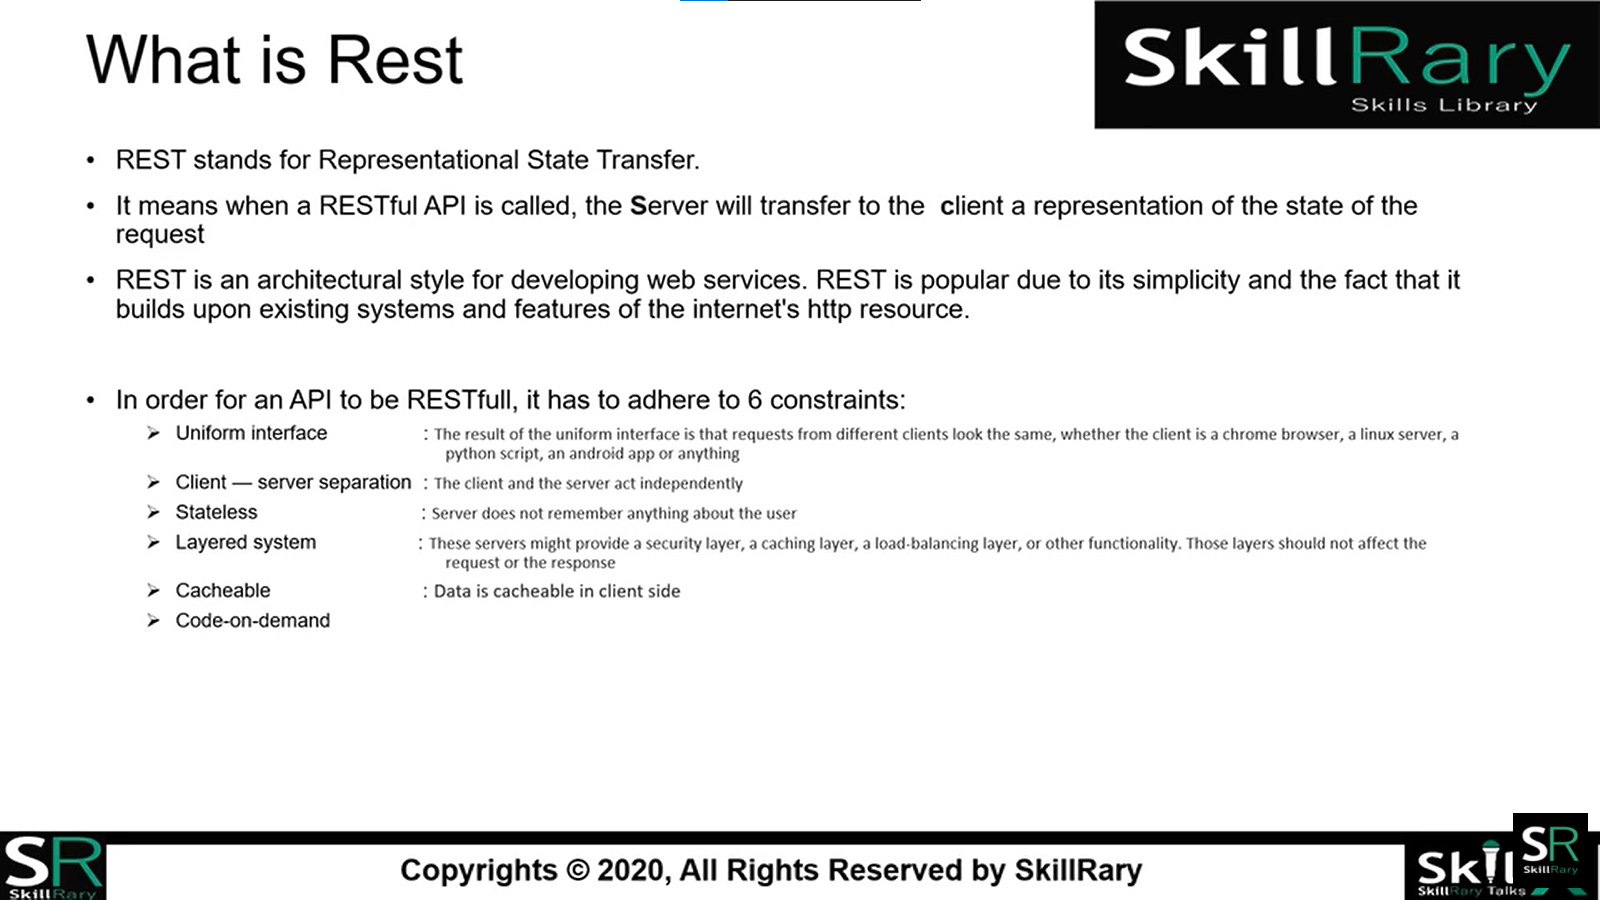 What is Rest
SkillRary
Skills Library
• REST stands for Representational State Transfer.
• It means when a RESTful API is called, the Server will transfer to the client a representation of the state of the
request
• REST is an architectural style for developing web services. REST is popular due to its simplicity and the fact that it
builds upon existing systems and features of the internet's http resource.
• In order for an API to be RESTfull, it has to adhere to 6 constraints:
➢ Uniform interface : The result of the uniform interface is that requests from different clients look the same, whether the client is a chrome browser, a linux server, a
python script, an android app or anything
➢ Client — server separation : The client and the server act independently
➢ Stateless : Server does not remember anything about the user
➢ Layered system : These servers might provide a security layer, a caching layer, a load-balancing layer, or other functionality. Those layers should not affect the
request or the response
➢ Cacheable : Data is cacheable in client side
➢ Code-on-demand
SR
SkillRary
Copyrights © 2020, All Rights Reserved by SkillRary
Skil
SkillRary Talks
SR
SkillRary